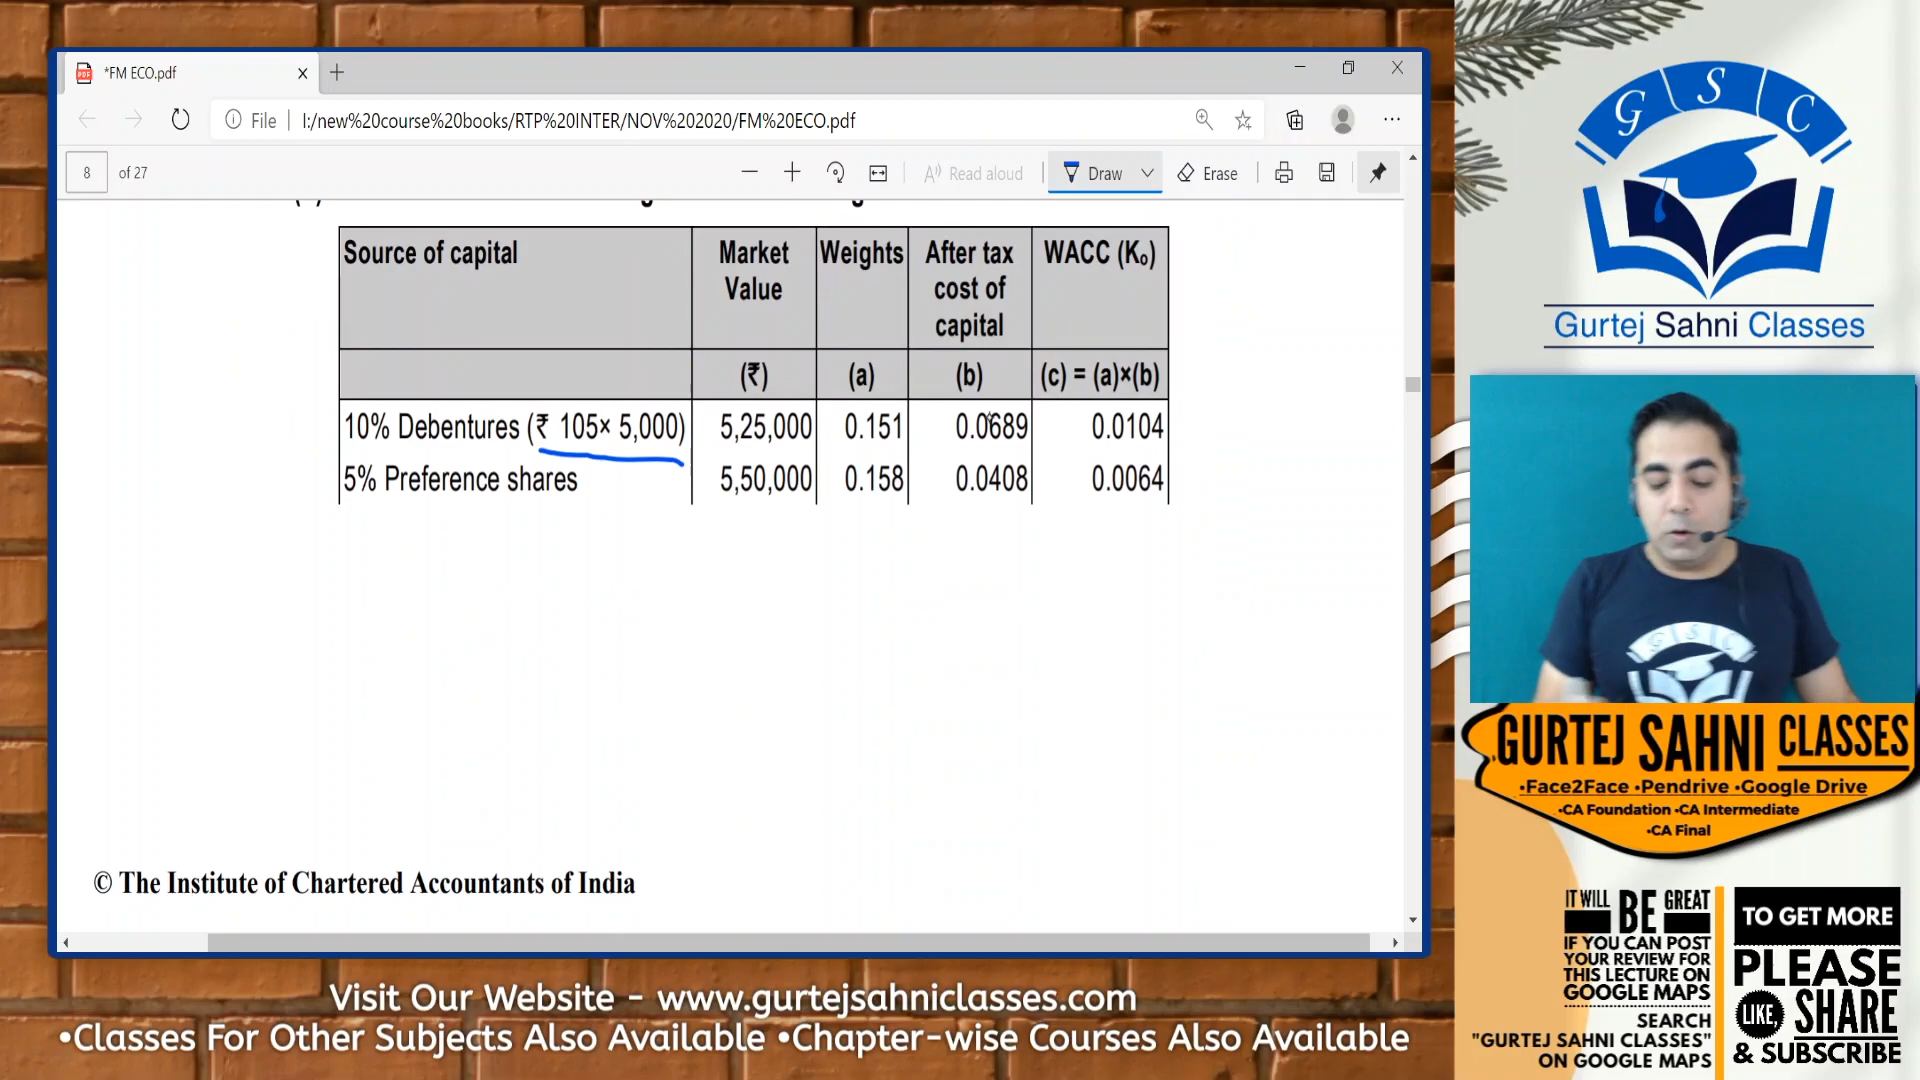 *FM ECO.pdf
File
I:/new%20course%20books/RTP%20INTER/NOV%202020/FM%20ECO.pdf
8 of 27
Read aloud
Draw
Erase
Source of capital Market Value Weights After tax cost of capital WACC (Kₒ)
(₹) (a) (b) (c) = (a)×(b)
10% Debentures (₹ 105× 5,000) 5,25,000 0.151 0.0689 0.0104
5% Preference shares 5,50,000 0.158 0.0408 0.0064
© The Institute of Chartered Accountants of India
G S C
Gurtej Sahni Classes
G S C
GURTEJ SAHNI CLASSES
•Face2Face •Pendrive •Google Drive
•CA Foundation •CA Intermediate
•CA Final
IT WILL BE GREAT
IF YOU CAN POST
YOUR REVIEW FOR
THIS LECTURE ON
GOOGLE MAPS
SEARCH
"GURTEJ SAHNI CLASSES"
ON GOOGLE MAPS
TO GET MORE
PLEASE
LIKE, SHARE
& SUBSCRIBE
Visit Our Website - www.gurtejsahniclasses.com
•Classes For Other Subjects Also Available •Chapter-wise Courses Also Available